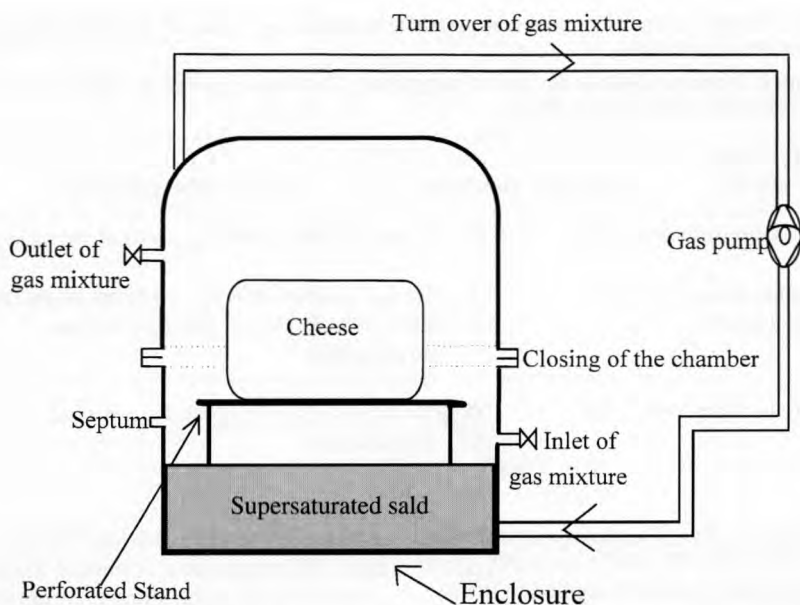 Turn over of gas mixture
Outlet of
gas mixture
Gas pump
Cheese
Closing of the chamber
Septum
Inlet of
gas mixture
Supersaturated sald
Perforated Stand
Enclosure